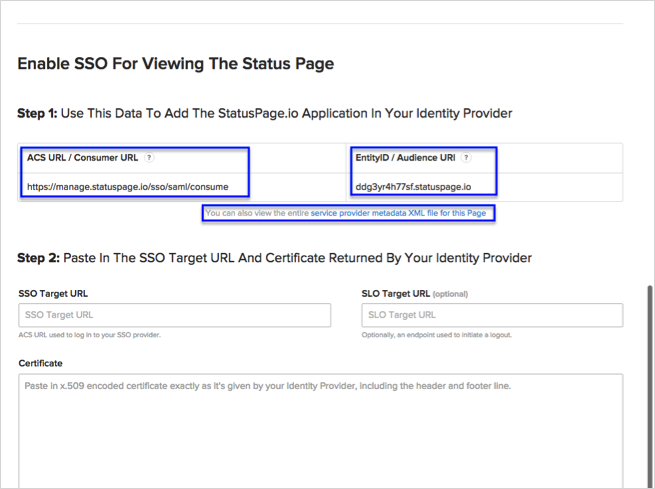 Enable SSO For Viewing The Status Page
Step 1: Use This Data To Add The StatusPage.io Application In Your Identity Provider
ACS URL / Consumer URL ?
EntityID / Audience URI ?
https://manage.statuspage.io/sso/saml/consume
ddg3yr4h77sf.statuspage.io
You can also view the entire service provider metadata XML file for this Page
Step 2: Paste In The SSO Target URL And Certificate Returned By Your Identity Provider
SSO Target URL
SLO Target URL (optional)
SSO Target URL
SLO Target URL
ACS URL used to log in to your SSO provider.
Optionally, an endpoint used to initiate a logout.
Certificate
Paste in x.509 encoded certificate exactly as it's given by your Identity Provider, including the header and footer line.